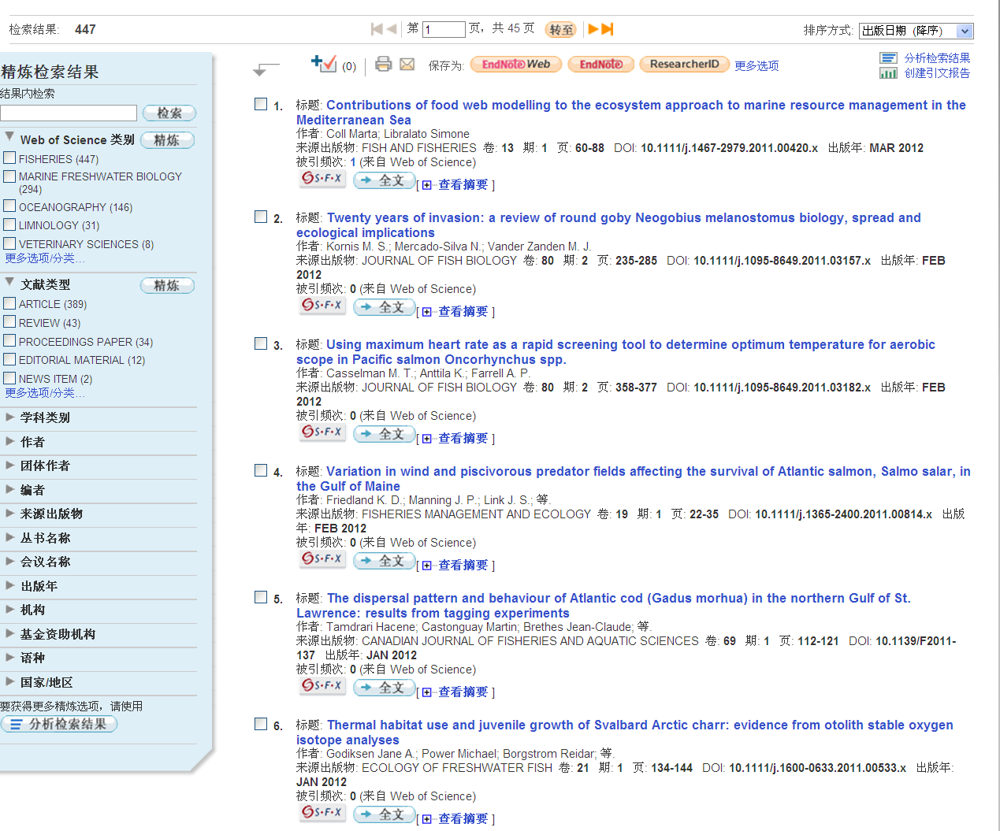 检索结果: 447
第 1 页，共 45 页 转至
排序方式: 出版日期 (降序)
精炼检索结果
结果内检索
检索
Web of Science 类别 精炼
FISHERIES (447)
MARINE FRESHWATER BIOLOGY
(294)
OCEANOGRAPHY (146)
LIMNOLOGY (31)
VETERINARY SCIENCES (8)
更多选项/分类...
文献类型 精炼
ARTICLE (389)
REVIEW (43)
PROCEEDINGS PAPER (34)
EDITORIAL MATERIAL (12)
NEWS ITEM (2)
更多选项/分类...
学科类别
作者
团体作者
编者
来源出版物
丛书名称
会议名称
出版年
机构
基金资助机构
语种
国家/地区
要获得更多精炼选项，请使用
分析检索结果
(0) 保存为: EndNote Web EndNote ResearcherID 更多选项
分析检索结果
创建引文报告
1. 标题: Contributions of food web modelling to the ecosystem approach to marine resource management in the
Mediterranean Sea
作者: Coll Marta; Libralato Simone
来源出版物: FISH AND FISHERIES 卷: 13 期: 1 页: 60-88 DOI: 10.1111/j.1467-2979.2011.00420.x 出版年: MAR 2012
被引频次: 1 (来自 Web of Science)
S·F·X 全文 [ 查看摘要 ]
2. 标题: Twenty years of invasion: a review of round goby Neogobius melanostomus biology, spread and
ecological implications
作者: Kornis M. S.; Mercado-Silva N.; Vander Zanden M. J.
来源出版物: JOURNAL OF FISH BIOLOGY 卷: 80 期: 2 页: 235-285 DOI: 10.1111/j.1095-8649.2011.03157.x 出版年: FEB
2012
被引频次: 0 (来自 Web of Science)
S·F·X 全文 [ 查看摘要 ]
3. 标题: Using maximum heart rate as a rapid screening tool to determine optimum temperature for aerobic
scope in Pacific salmon Oncorhynchus spp.
作者: Casselman M. T.; Anttila K.; Farrell A. P.
来源出版物: JOURNAL OF FISH BIOLOGY 卷: 80 期: 2 页: 358-377 DOI: 10.1111/j.1095-8649.2011.03182.x 出版年: FEB
2012
被引频次: 0 (来自 Web of Science)
S·F·X 全文 [ 查看摘要 ]
4. 标题: Variation in wind and piscivorous predator fields affecting the survival of Atlantic salmon, Salmo salar, in
the Gulf of Maine
作者: Friedland K. D.; Manning J. P.; Link J. S.; 等.
来源出版物: FISHERIES MANAGEMENT AND ECOLOGY 卷: 19 期: 1 页: 22-35 DOI: 10.1111/j.1365-2400.2011.00814.x 出版
年: FEB 2012
被引频次: 0 (来自 Web of Science)
S·F·X 全文 [ 查看摘要 ]
5. 标题: The dispersal pattern and behaviour of Atlantic cod (Gadus morhua) in the northern Gulf of St.
Lawrence: results from tagging experiments
作者: Tamdrari Hacene; Castonguay Martin; Brethes Jean-Claude; 等.
来源出版物: CANADIAN JOURNAL OF FISHERIES AND AQUATIC SCIENCES 卷: 69 期: 1 页: 112-121 DOI: 10.1139/F2011-
137 出版年: JAN 2012
被引频次: 0 (来自 Web of Science)
S·F·X 全文 [ 查看摘要 ]
6. 标题: Thermal habitat use and juvenile growth of Svalbard Arctic charr: evidence from otolith stable oxygen
isotope analyses
作者: Godiksen Jane A.; Power Michael; Borgstrom Reidar; 等.
来源出版物: ECOLOGY OF FRESHWATER FISH 卷: 21 期: 1 页: 134-144 DOI: 10.1111/j.1600-0633.2011.00533.x 出版年:
JAN 2012
被引频次: 0 (来自 Web of Science)
S·F·X 全文 [ 查看摘要 ]